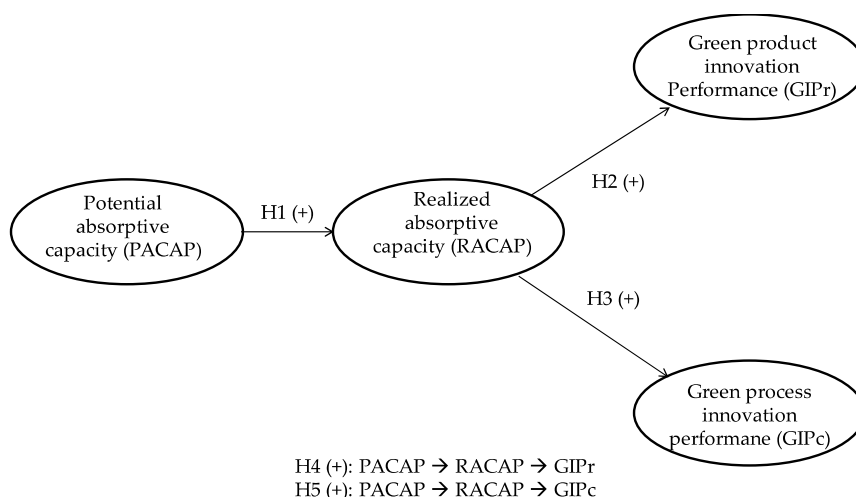 Green product
innovation
Performance (GIPr)
H2 (+)
Potential
absorptive
capacity (PACAP)
H1 (+)
Realized
absorptive
capacity (RACAP)
H3 (+)
Green process
innovation
performane (GIPc)
H4 (+): PACAP → RACAP → GIPr
H5 (+): PACAP → RACAP → GIPc